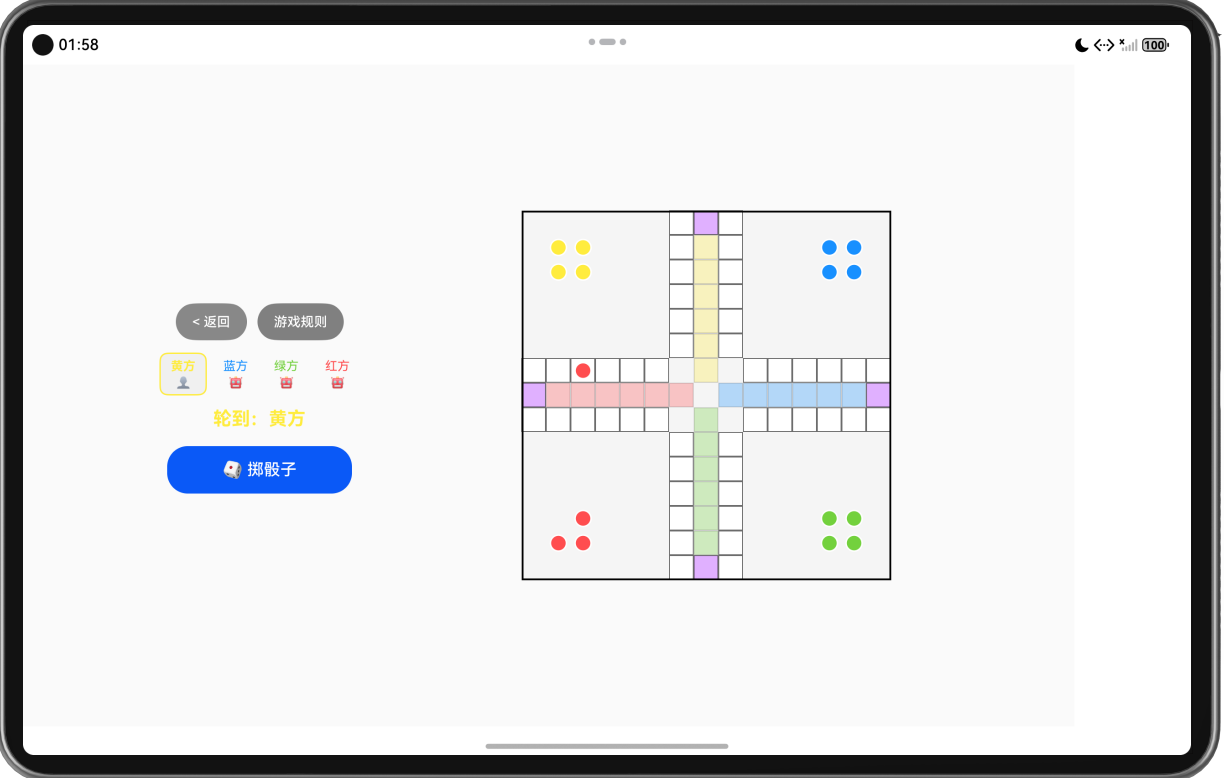 01:58
100
< 返回 游戏规则
黄方 蓝方 绿方 红方
轮到：黄方
掷骰子